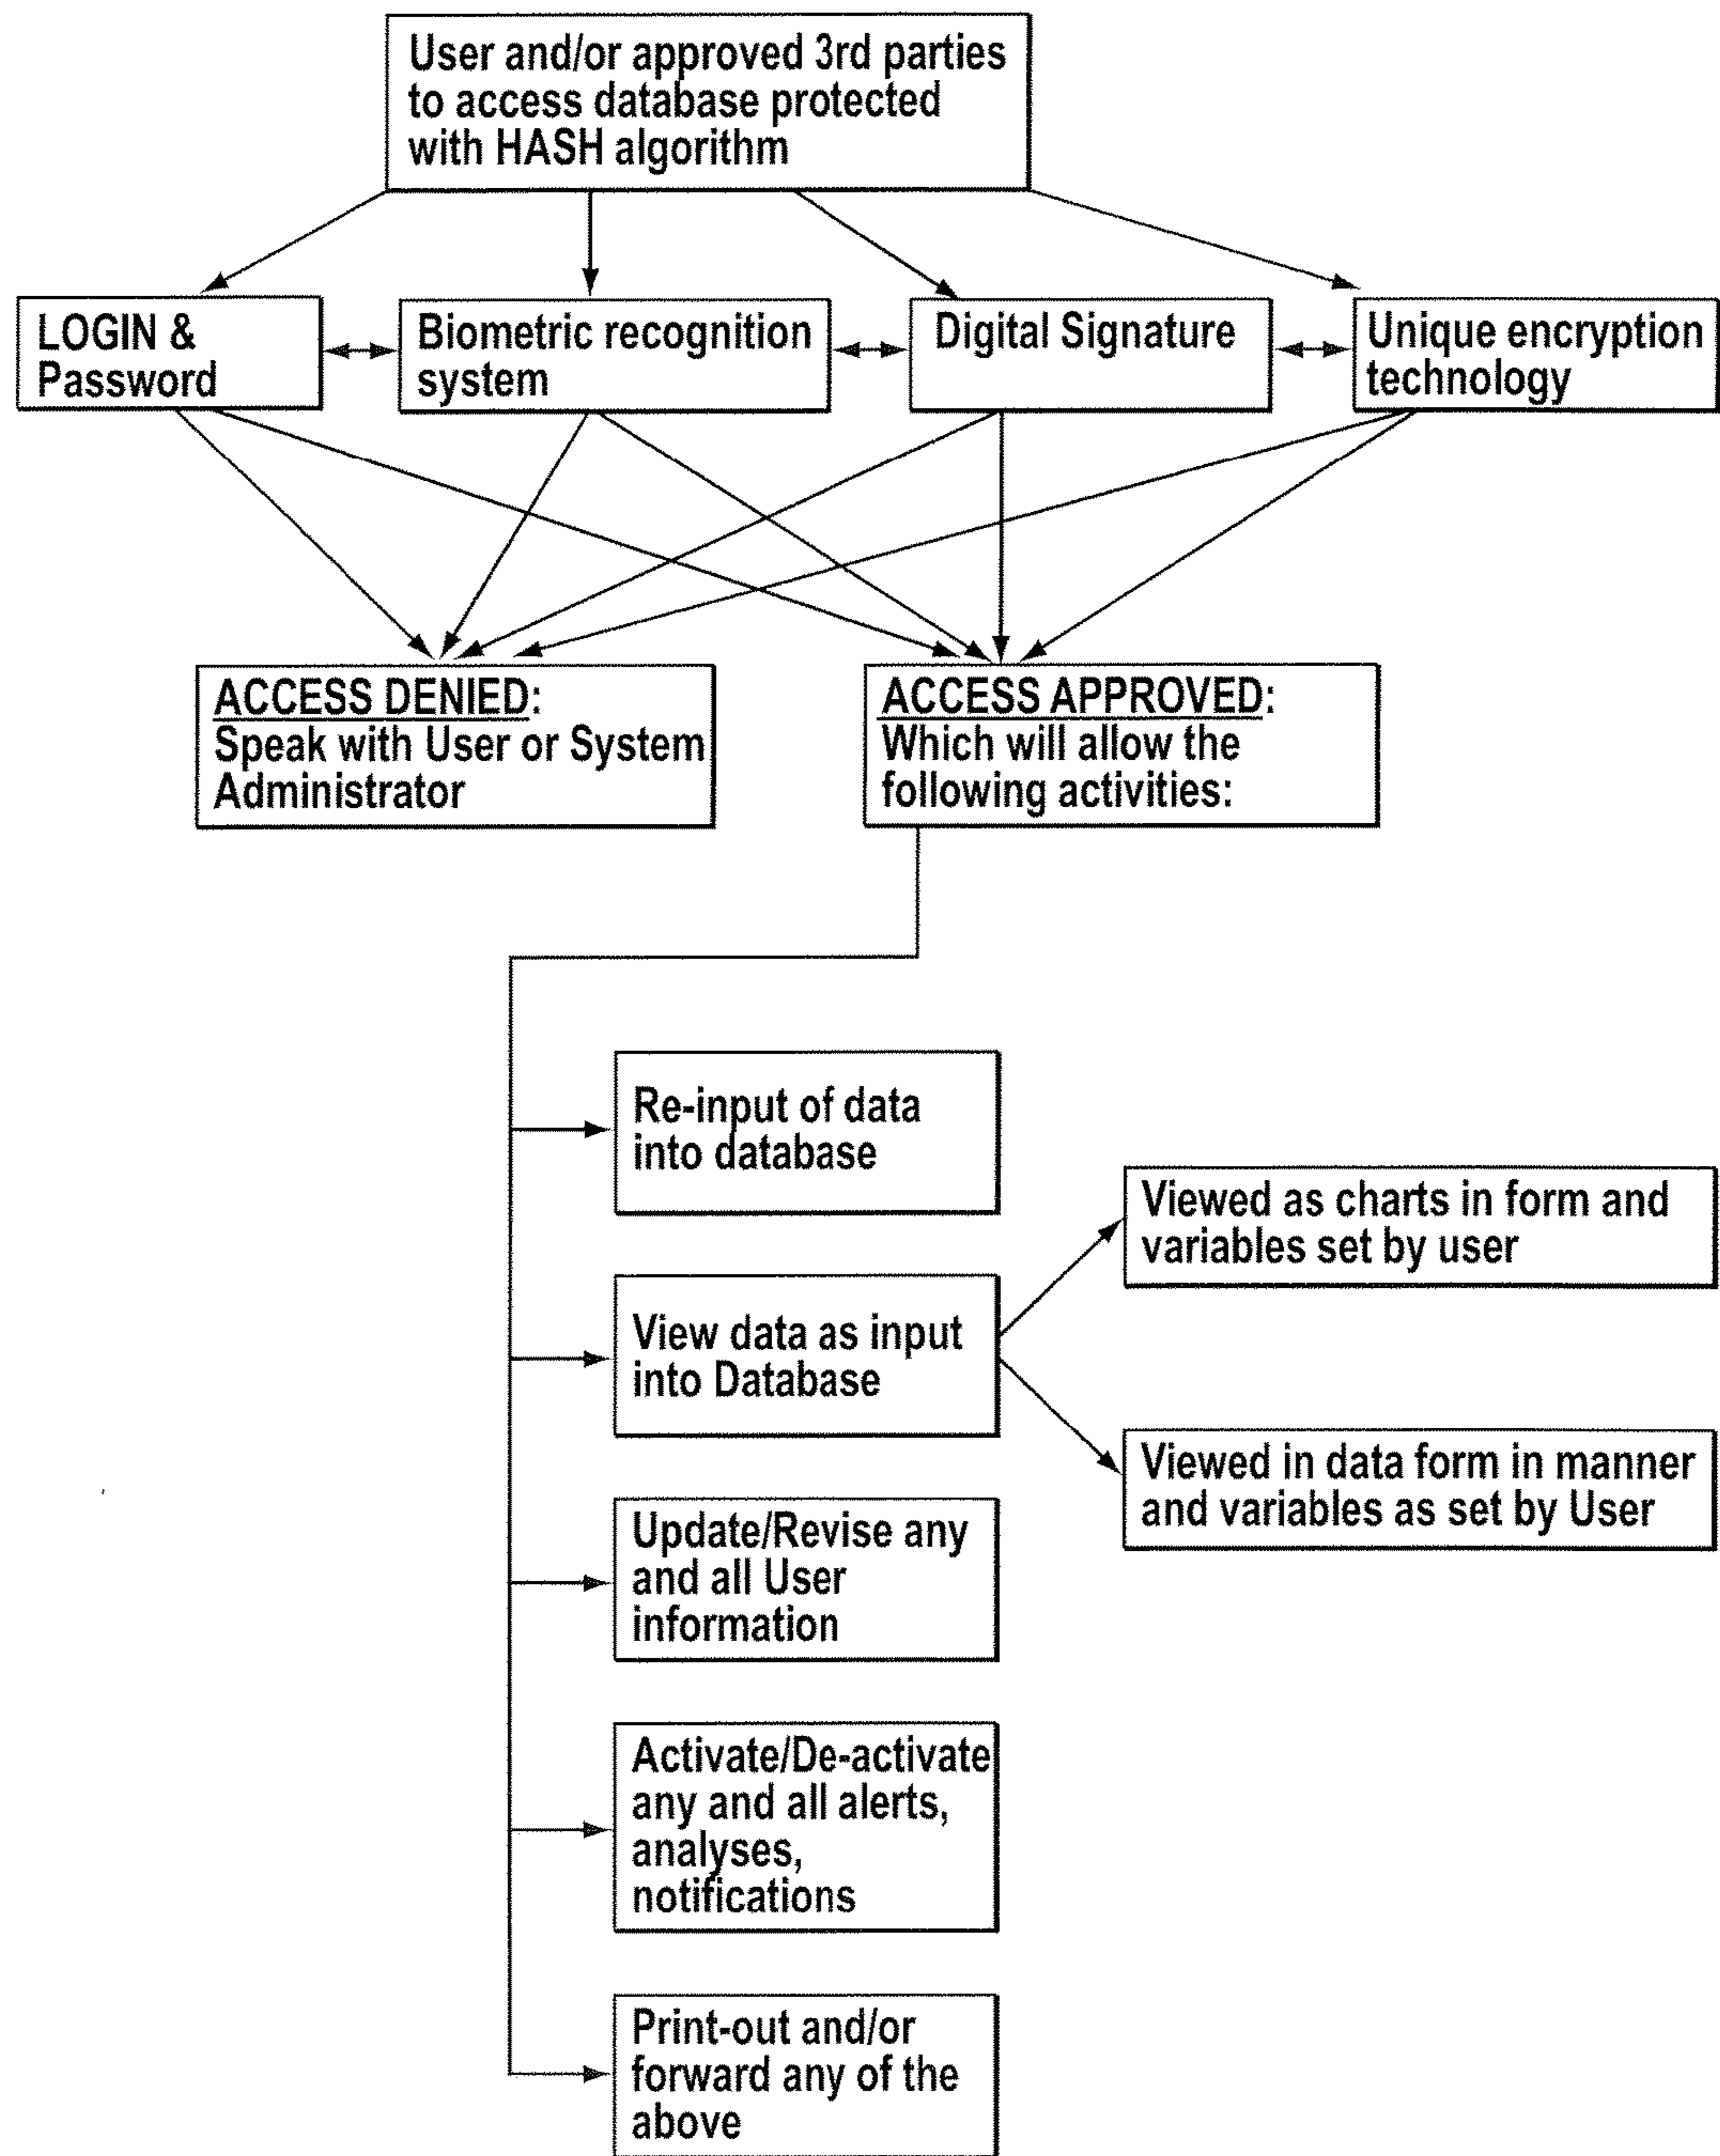 User and/or approved 3rd parties
to access database protected
with HASH algorithm
LOGIN &
Password
Biometric recognition
system
Digital Signature
Unique encryption
technology
ACCESS DENIED:
Speak with User or System
Administrator
ACCESS APPROVED:
Which will allow the
following activities:
Re-input of data
into database
View data as input
into Database
Viewed as charts in form and
variables set by user
Viewed in data form in manner
and variables as set by User
Update/Revise any
and all User
information
Activate/De-activate
any and all alerts,
analyses,
notifications
Print-out and/or
forward any of the
above